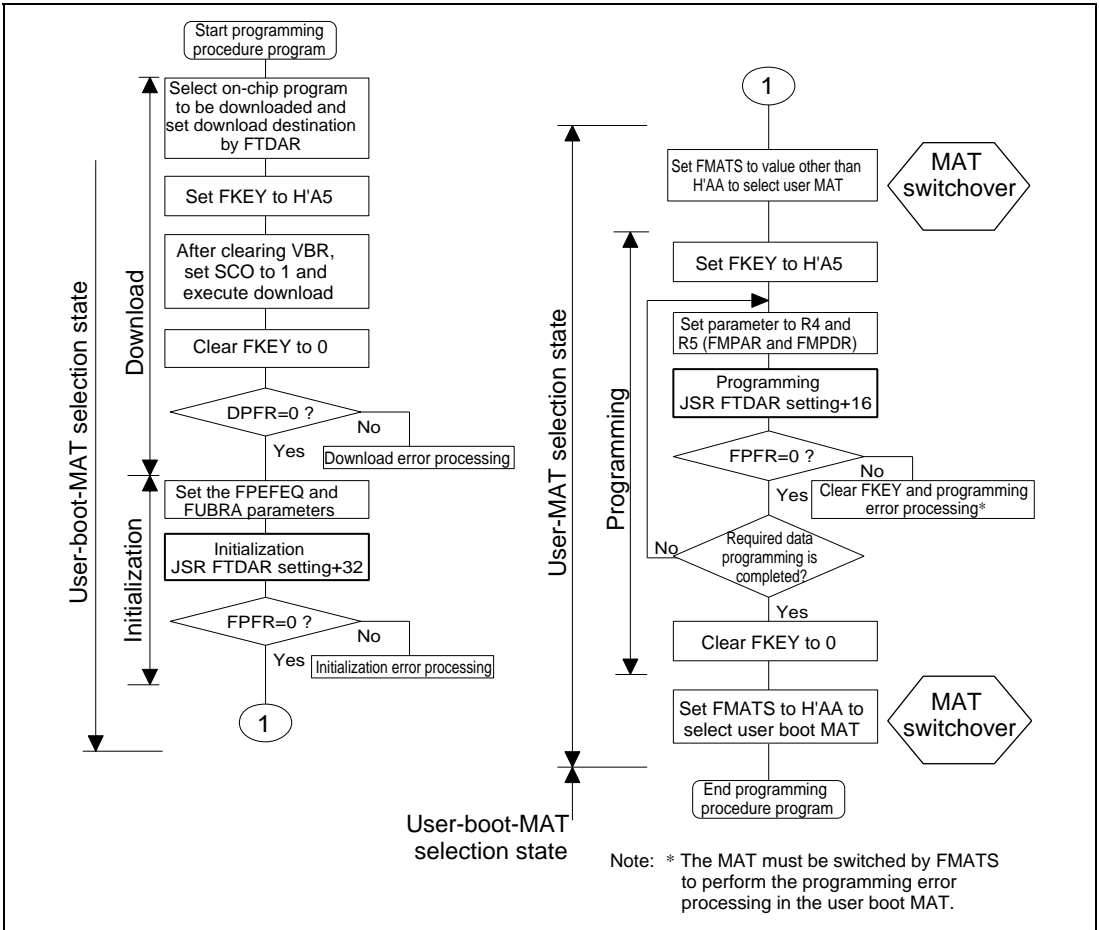 Start programming
procedure program
Select on-chip program
to be downloaded and
set download destination
by FTDAR
Set FKEY to H'A5
After clearing VBR,
set SCO to 1 and
execute download
Clear FKEY to 0
DPFR=0 ?
No
Yes
Download error processing
Set the FPEFEQ and
FUBRA parameters
Initialization
JSR FTDAR setting+32
FPFR=0 ?
No
Yes
Initialization error processing
1
Download
Initialization
User-boot-MAT selection state
1
Set FMATS to value other than
H'AA to select user MAT
MAT
switchover
Set FKEY to H'A5
Set parameter to R4 and
R5 (FMPAR and FMPDR)
Programming
JSR FTDAR setting+16
FPFR=0 ?
No
Yes
Clear FKEY and programming
error processing*
Required data
programming is
completed?
No
Yes
Clear FKEY to 0
Set FMATS to H'AA to
select user boot MAT
MAT
switchover
End programming
procedure program
Programming
User-MAT selection state
User-boot-MAT
selection state
Note: * The MAT must be switched by FMATS
to perform the programming error
processing in the user boot MAT.